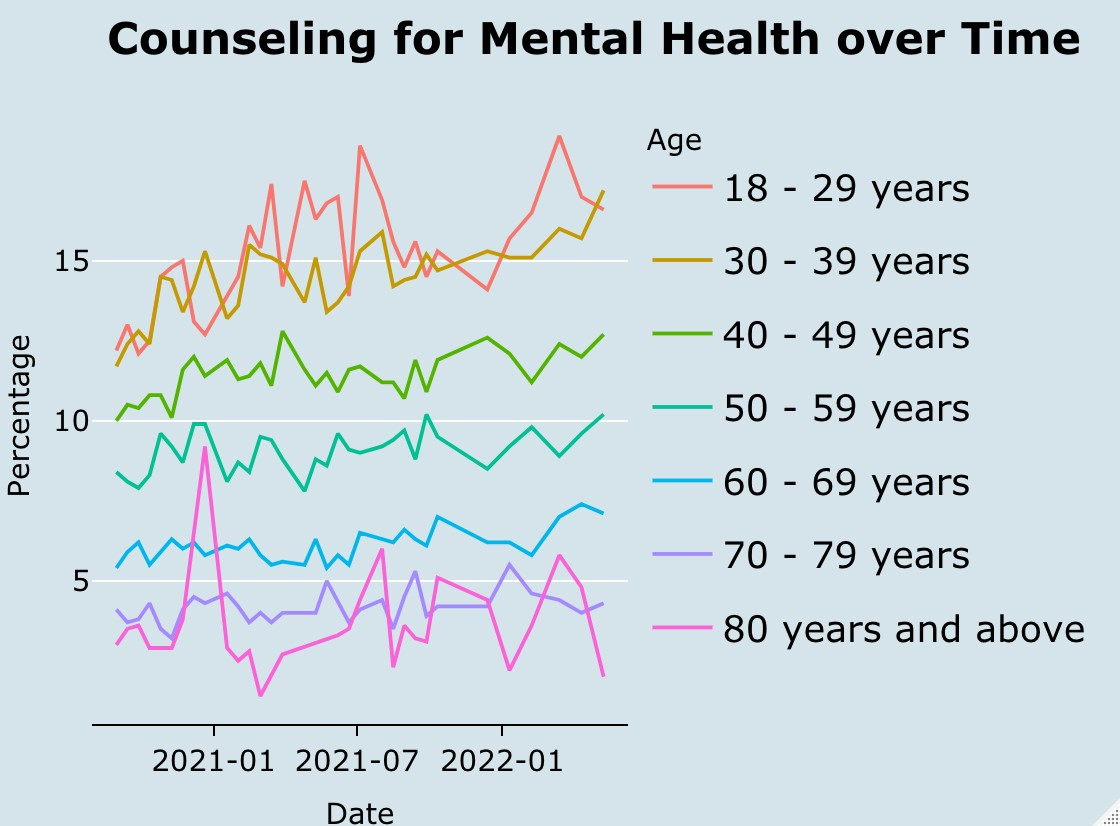 Counseling for Mental Health over Time
Age
18 - 29 years
30 - 39 years
40 - 49 years
50 - 59 years
60 - 69 years
70 - 79 years
80 years and above
Percentage
15
10
5
2021-01 2021-07 2022-01
Date